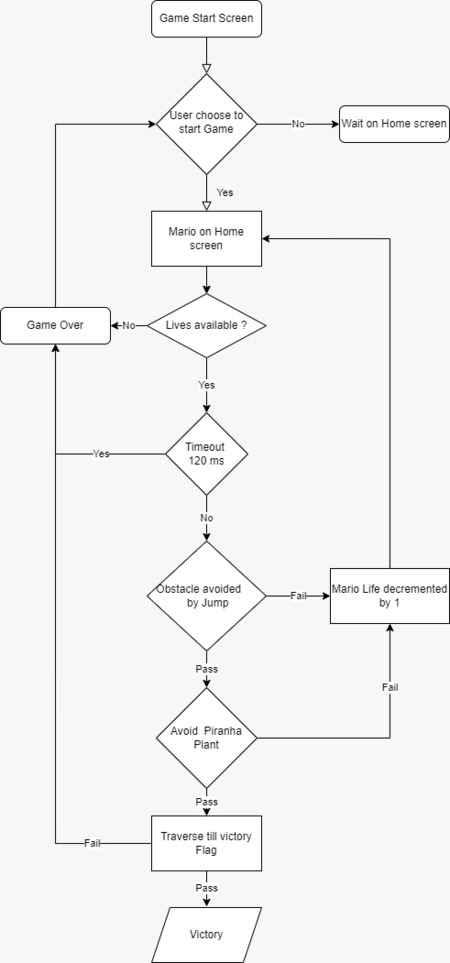 Game Start Screen
User choose to
start Game
No
Wait on Home screen
Yes
Mario on Home
screen
Game Over
No
Lives available ?
Yes
Timeout
120 ms
Yes
No
Obstacle avoided
by Jump
Fail
Mario Life decremented
by 1
Pass
Fail
Avoid Piranha
Plant
Pass
Traverse till victory
Flag
Fail
Pass
Victory